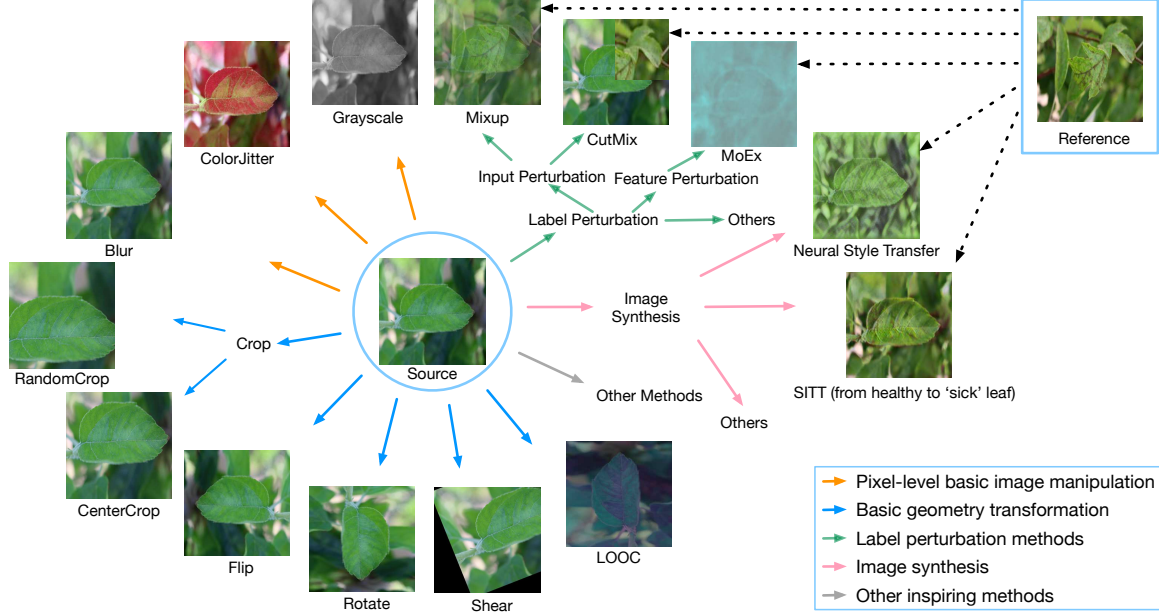 Grayscale
Mixup
CutMix
MoEx
Reference
ColorJitter
Input Perturbation
Feature Perturbation
Label Perturbation
Others
Neural Style Transfer
Blur
Image
Synthesis
Crop
Source
RandomCrop
Other Methods
SITT (from healthy to ‘sick’ leaf)
Others
CenterCrop
Flip
Rotate
Shear
LOOC
Pixel-level basic image manipulation
Basic geometry transformation
Label perturbation methods
Image synthesis
Other inspiring methods